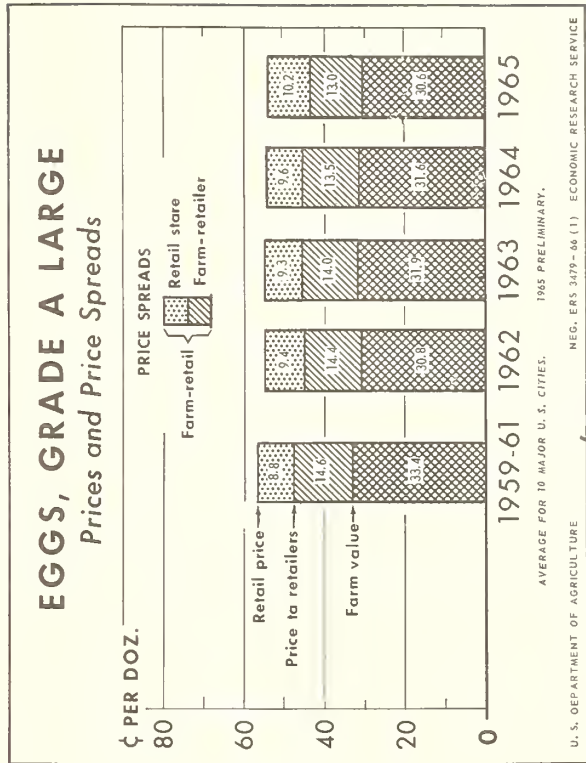 EGGS, GRADE A LARGE
Prices and Price Spreads
¢ PER DOZ.
PRICE SPREADS
Farm-retail
Retail stare
Farm-retailer
80
60
40
20
0
Retail price
Price ta retailers
Farm value
8.8
14.6
33.4
9.4
14.4
30.8
9.3
14.0
31.9
9.6
13.5
31.6
10.2
13.0
30.6
1959-61 1962 1963 1964 1965
AVERAGE FOR 10 MAJOR U.S. CITIES. 1965 PRELIMINARY.
U. S. DEPARTMENT OF AGRICULTURE NEG. ERS 3479-66 (1) ECONOMIC RESEARCH SERVICE